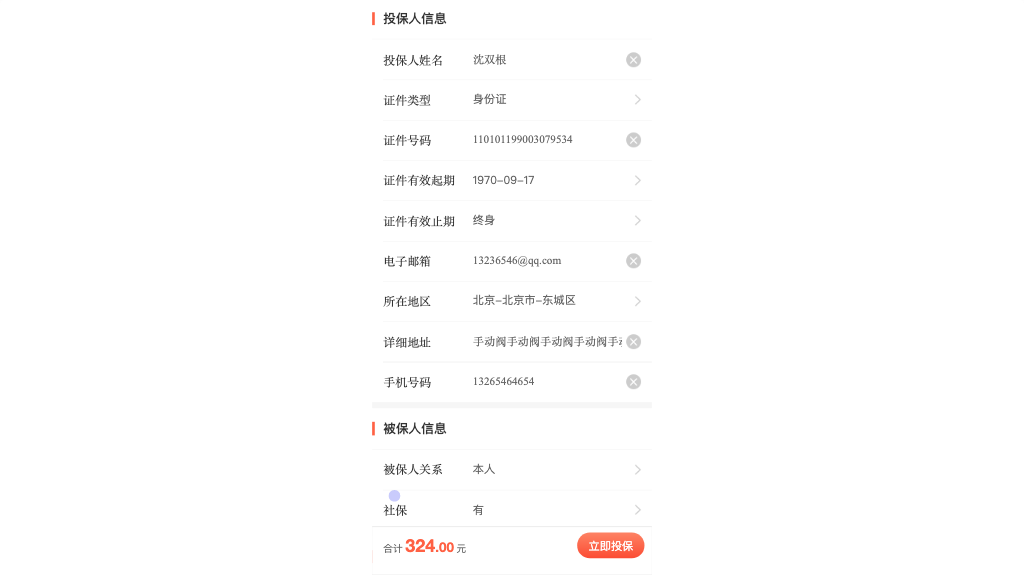 投保人信息
投保人姓名 沈双根
证件类型 身份证
证件号码 110101199003079534
证件有效起期 1970-09-17
证件有效止期 终身
电子邮箱 13236546@qq.com
所在地区 北京-北京市-东城区
详细地址 手动阀手动阀手动阀手动阀手
手机号码 13265464654
被保人信息
被保人关系 本人
社保 有
合计 324.00 元 立即投保